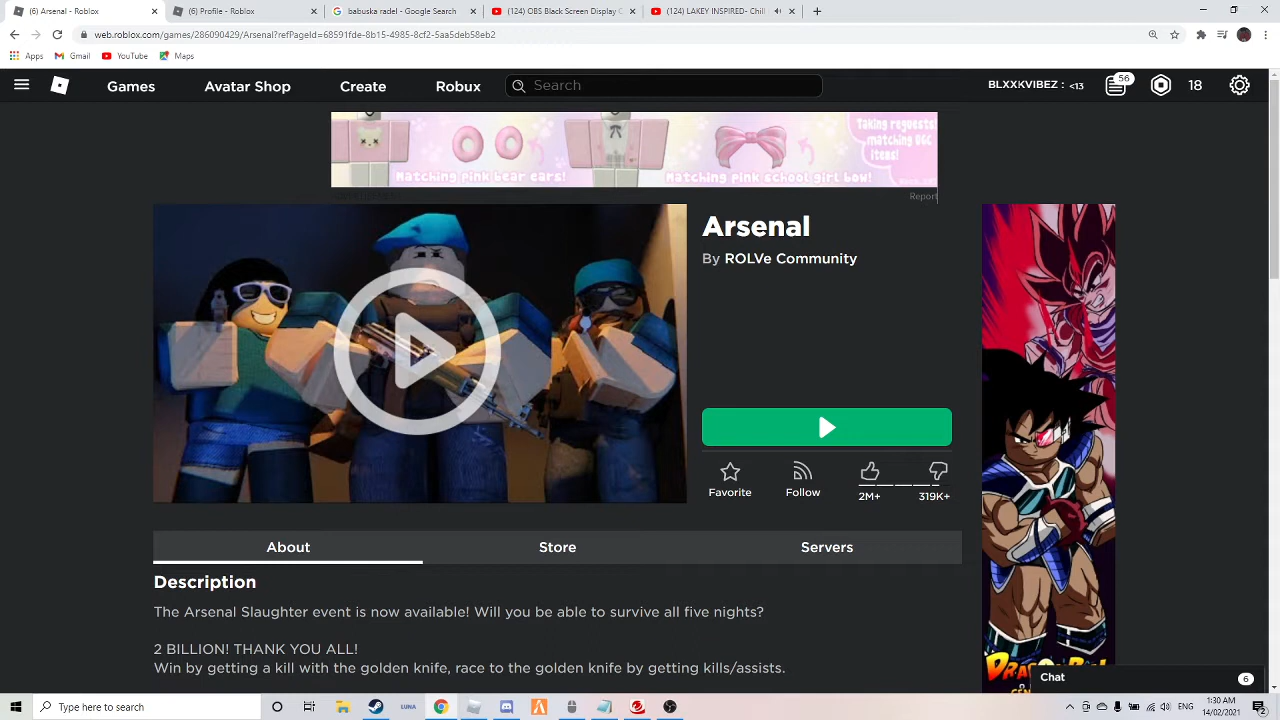 (6) Arsenal - Roblox
(6) Profile - Roblox
babuska radel - Google Search
(124) OBS Black Screen Display C
(124) LAKEY INSPIRED- Chill
web.roblox.com/games/286090429/Arsenal?refPageId=68591fde-8b15-4985-8cf2-5aa5deb58eb2
Apps Gmail YouTube Maps
Games Avatar Shop Create Robux Search BLXXKVIBEZ : <13 56 18
Taking requests!
matching UGC
items!
Matching pink bear ears! Matching pink school girl bow!
Report
Arsenal
By ROLVe Community
Favorite Follow 2M+ 319K+
About Store Servers
Description
The Arsenal Slaughter event is now available! Will you be able to survive all five nights?
2 BILLION! THANK YOU ALL!
Win by getting a kill with the golden knife, race to the golden knife by getting kills/assists.
Chat 6
Type here to search LUNA ENG 1:30 AM
14/02/2021 2